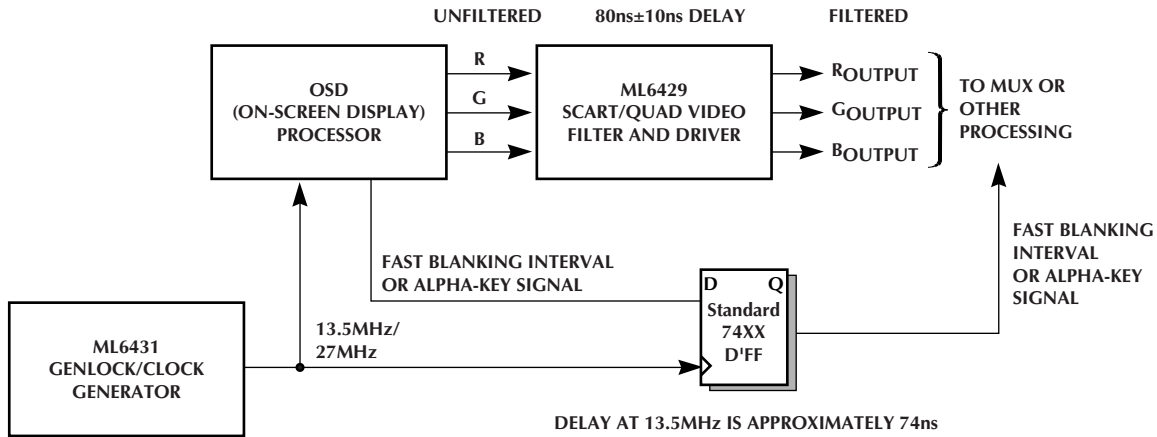 UNFILTERED
80ns±10ns DELAY
FILTERED
OSD
(ON-SCREEN DISPLAY)
PROCESSOR
R
G
B
ML6429
SCART/QUAD VIDEO
FILTER AND DRIVER
ROUTPUT
GOUTPUT
BOUTPUT
TO MUX OR
OTHER
PROCESSING
FAST BLANKING INTERVAL
OR ALPHA-KEY SIGNAL
FAST BLANKING
INTERVAL
OR ALPHA-KEY
SIGNAL
D Q
Standard
74XX
D'FF
ML6431
GENLOCK/CLOCK
GENERATOR
13.5MHz/
27MHz
DELAY AT 13.5MHz IS APPROXIMATELY 74ns